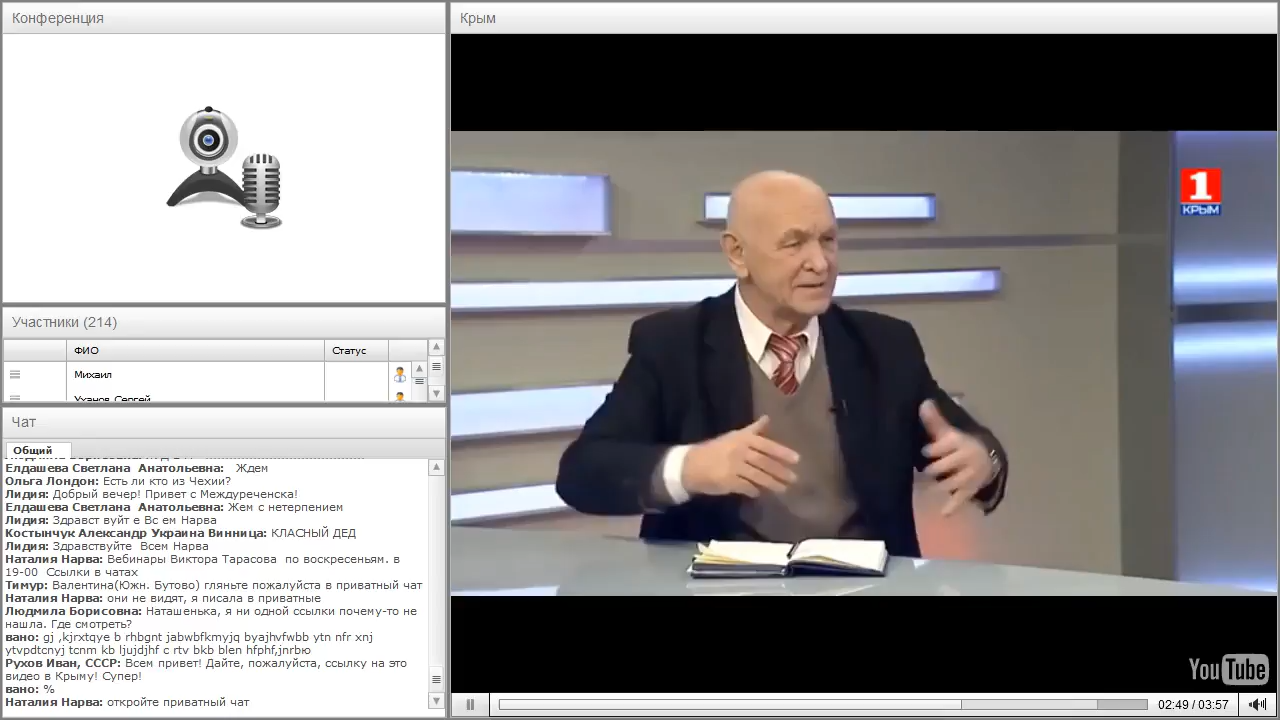 Конференция
Крым
1
КРЫМ
Участники (214)
ФИО
Статус
Михаил
Уханов Сергей
Чат
Общий
Елдашева Светлана Анатольевна: Ждем
Ольга Лондон: Есть ли кто из Чехии?
Лидия: Добрый вечер! Привет с Междуреченска!
Елдашева Светлана Анатольевна: Жем с нетерпением
Лидия: Здравст вуйт е Вс ем Нарва
Костынчук Александр Украина Винница: КЛАСНЫЙ ДЕД
Лидия: Здравствуйте Всем Нарва
Наталия Нарва: Вебинары Виктора Тарасова по воскресеньям. в
19-00 Ссылки в чатах
Тимур: Валентина(Южн. Бутово) гляньте пожалуйста в приватный чат
Наталия Нарва: они не видят, я писала в приватные
Людмила Борисовна: Наташенька, я ни одной ссылки почему-то не
нашла. Где смотреть?
вано: gj ,kjrxtqye b rhbgnt jabwbfkmyjq byajhvfwbb ytn nfr xnj
ytvpdtcnyj tcnm kb ljujdjhf c rtv bkb blen hfphf,jnrbю
Рухов Иван, СССР: Всем привет! Дайте, пожалуйста, ссылку на это
видео в Крыму! Супер!
вано: %
Наталия Нарва: откройте приватный чат
YouTube
02:49 / 03:57